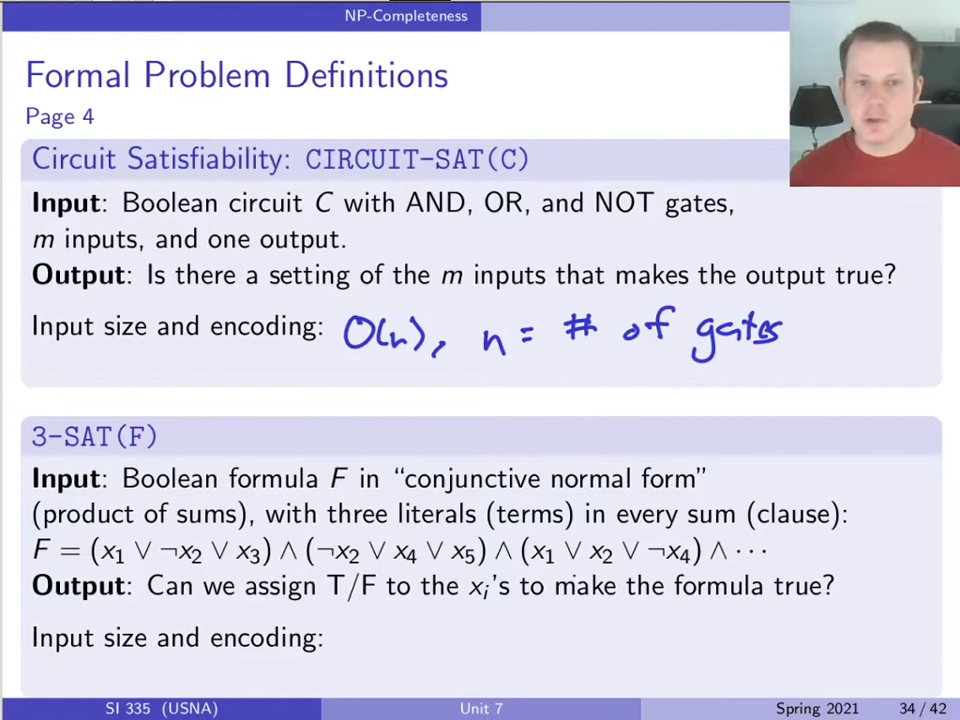 NP-Completeness
Formal Problem Definitions
Page 4
Circuit Satisfiability: CIRCUIT-SAT(C)
Input: Boolean circuit C with AND, OR, and NOT gates,
m inputs, and one output.
Output: Is there a setting of the m inputs that makes the output true?
Input size and encoding: O(n), n = # of gates
3-SAT(F)
Input: Boolean formula F in “conjunctive normal form”
(product of sums), with three literals (terms) in every sum (clause):
F = (x₁ ∨ ¬x₂ ∨ x₃) ∧ (¬x₂ ∨ x₄ ∨ x₅) ∧ (x₁ ∨ x₂ ∨ ¬x₄) ∧ ···
Output: Can we assign T/F to the xᵢ’s to make the formula true?
Input size and encoding:
SI 335 (USNA) Unit 7 Spring 2021 34 / 42